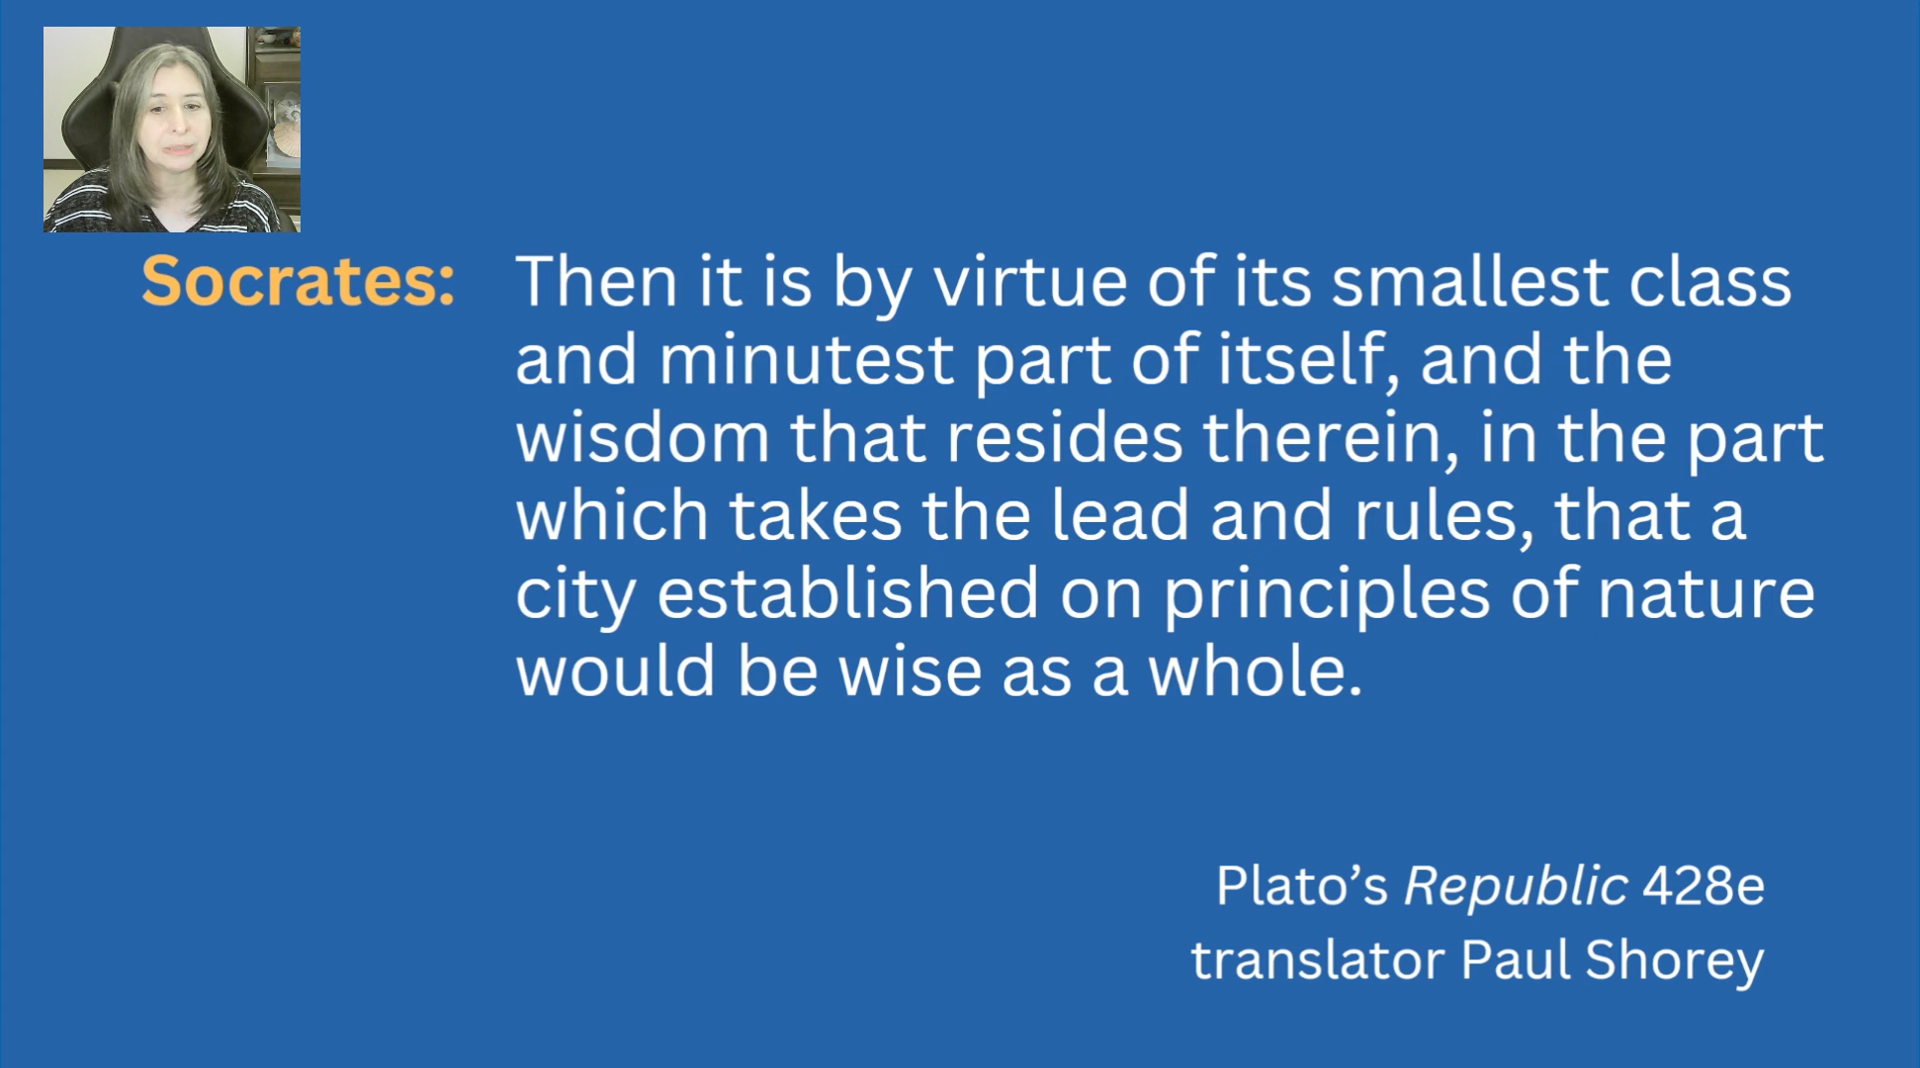 Socrates: Then it is by virtue of its smallest class
and minutest part of itself, and the
wisdom that resides therein, in the part
which takes the lead and rules, that a
city established on principles of nature
would be wise as a whole.
Plato’s Republic 428e
translator Paul Shorey